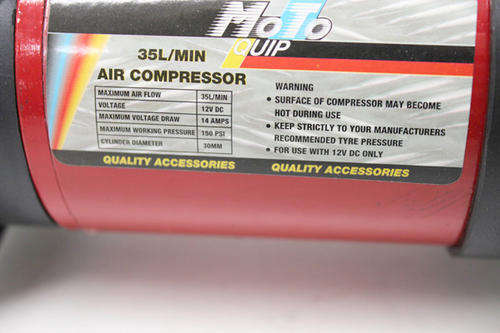 MoTo
QUIP
35L/MIN
AIR COMPRESSOR
MAXIMUM AIR FLOW 35L/MIN
VOLTAGE 12V DC
MAXIMUM VOLTAGE DRAW 14 AMPS
MAXIMUM WORKING PRESSURE 150 PSI
CYLINDER DIAMETER 30MM
WARNING
• SURFACE OF COMPRESSOR MAY BECOME
HOT DURING USE
• KEEP STRICTLY TO YOUR MANUFACTURERS
RECOMMENDED TYRE PRESSURE
• FOR USE WITH 12V DC ONLY
QUALITY ACCESSORIES QUALITY ACCESSORIES